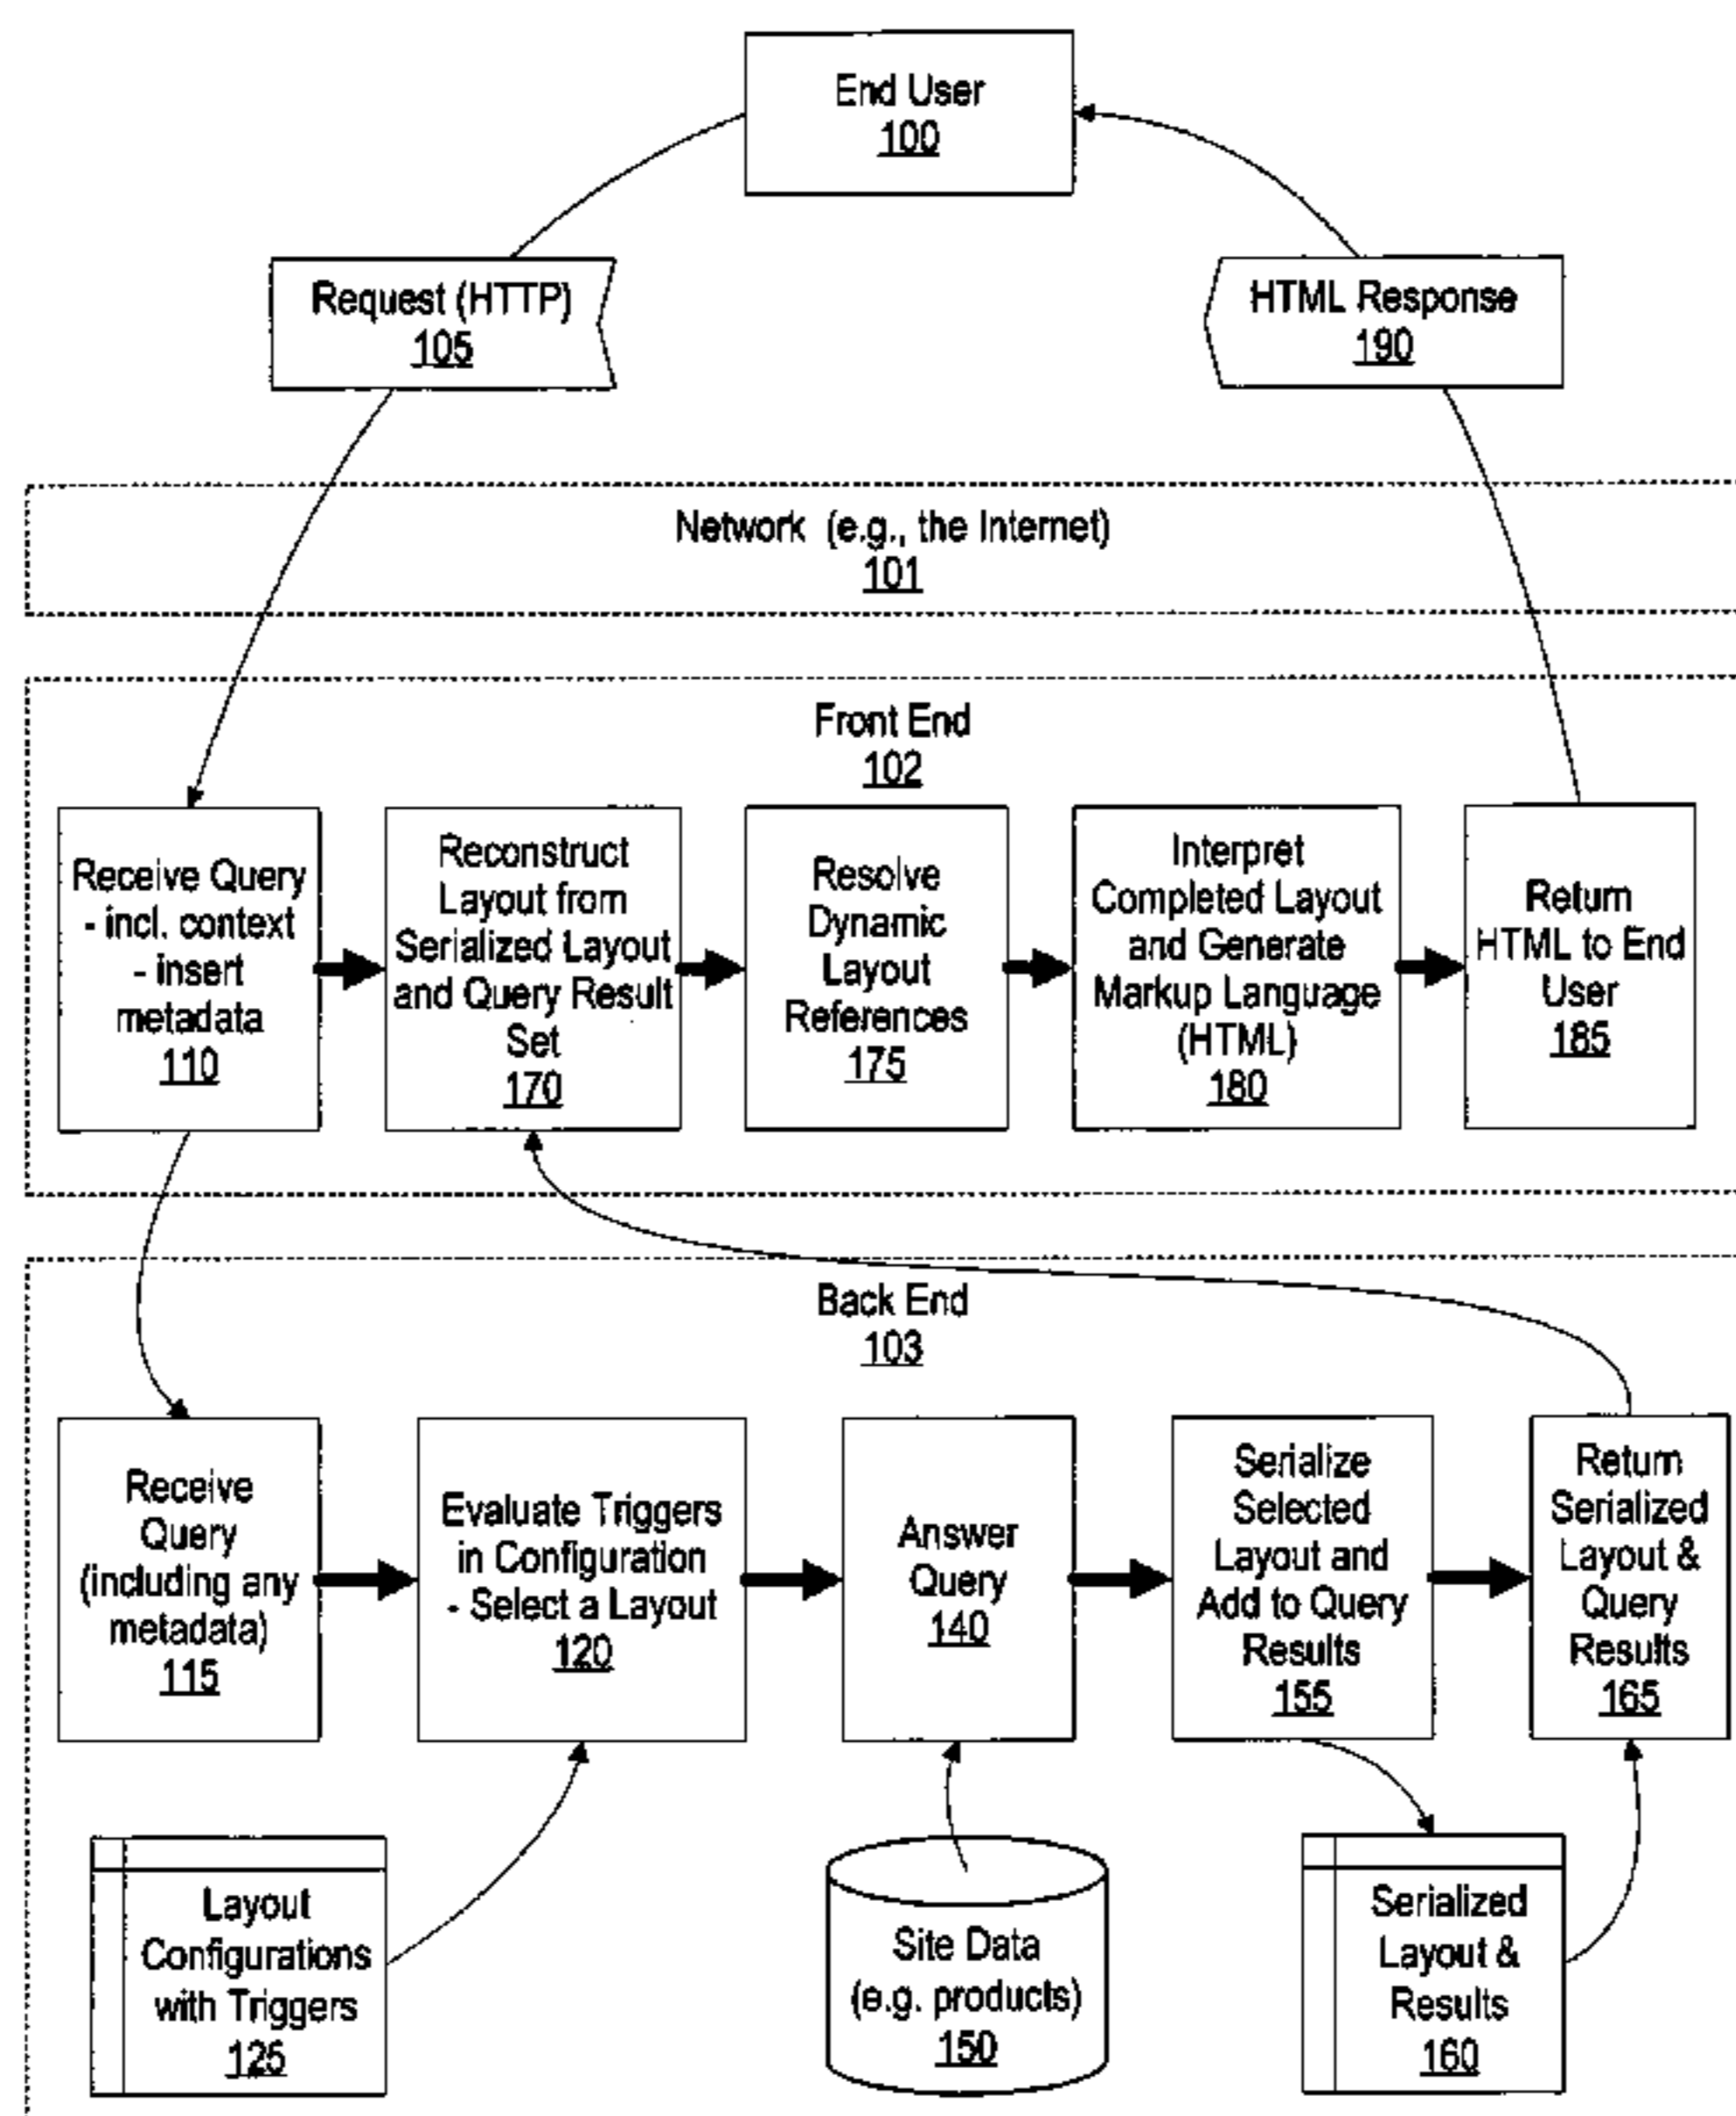 End User
100
Request (HTTP)
105
HTML Response
190
Network (e.g., the Internet)
101
Front End
102
Receive Query
- incl. context
- insert
metadata
110
Reconstruct
Layout from
Serialized Layout
and Query Result
Set
170
Resolve
Dynamic
Layout
References
175
Interpret
Completed Layout
and Generate
Markup Language
(HTML)
180
Return
HTML to End
User
185
Back End
103
Receive
Query
(including any
metadata)
115
Evaluate Triggers
in Configuration
- Select a Layout
120
Answer
Query
140
Serialize
Selected
Layout and
Add to Query
Results
155
Return
Serialized
Layout &
Query
Results
165
Layout
Configurations
with Triggers
125
Site Data
(e.g. products)
150
Serialized
Layout &
Results
160